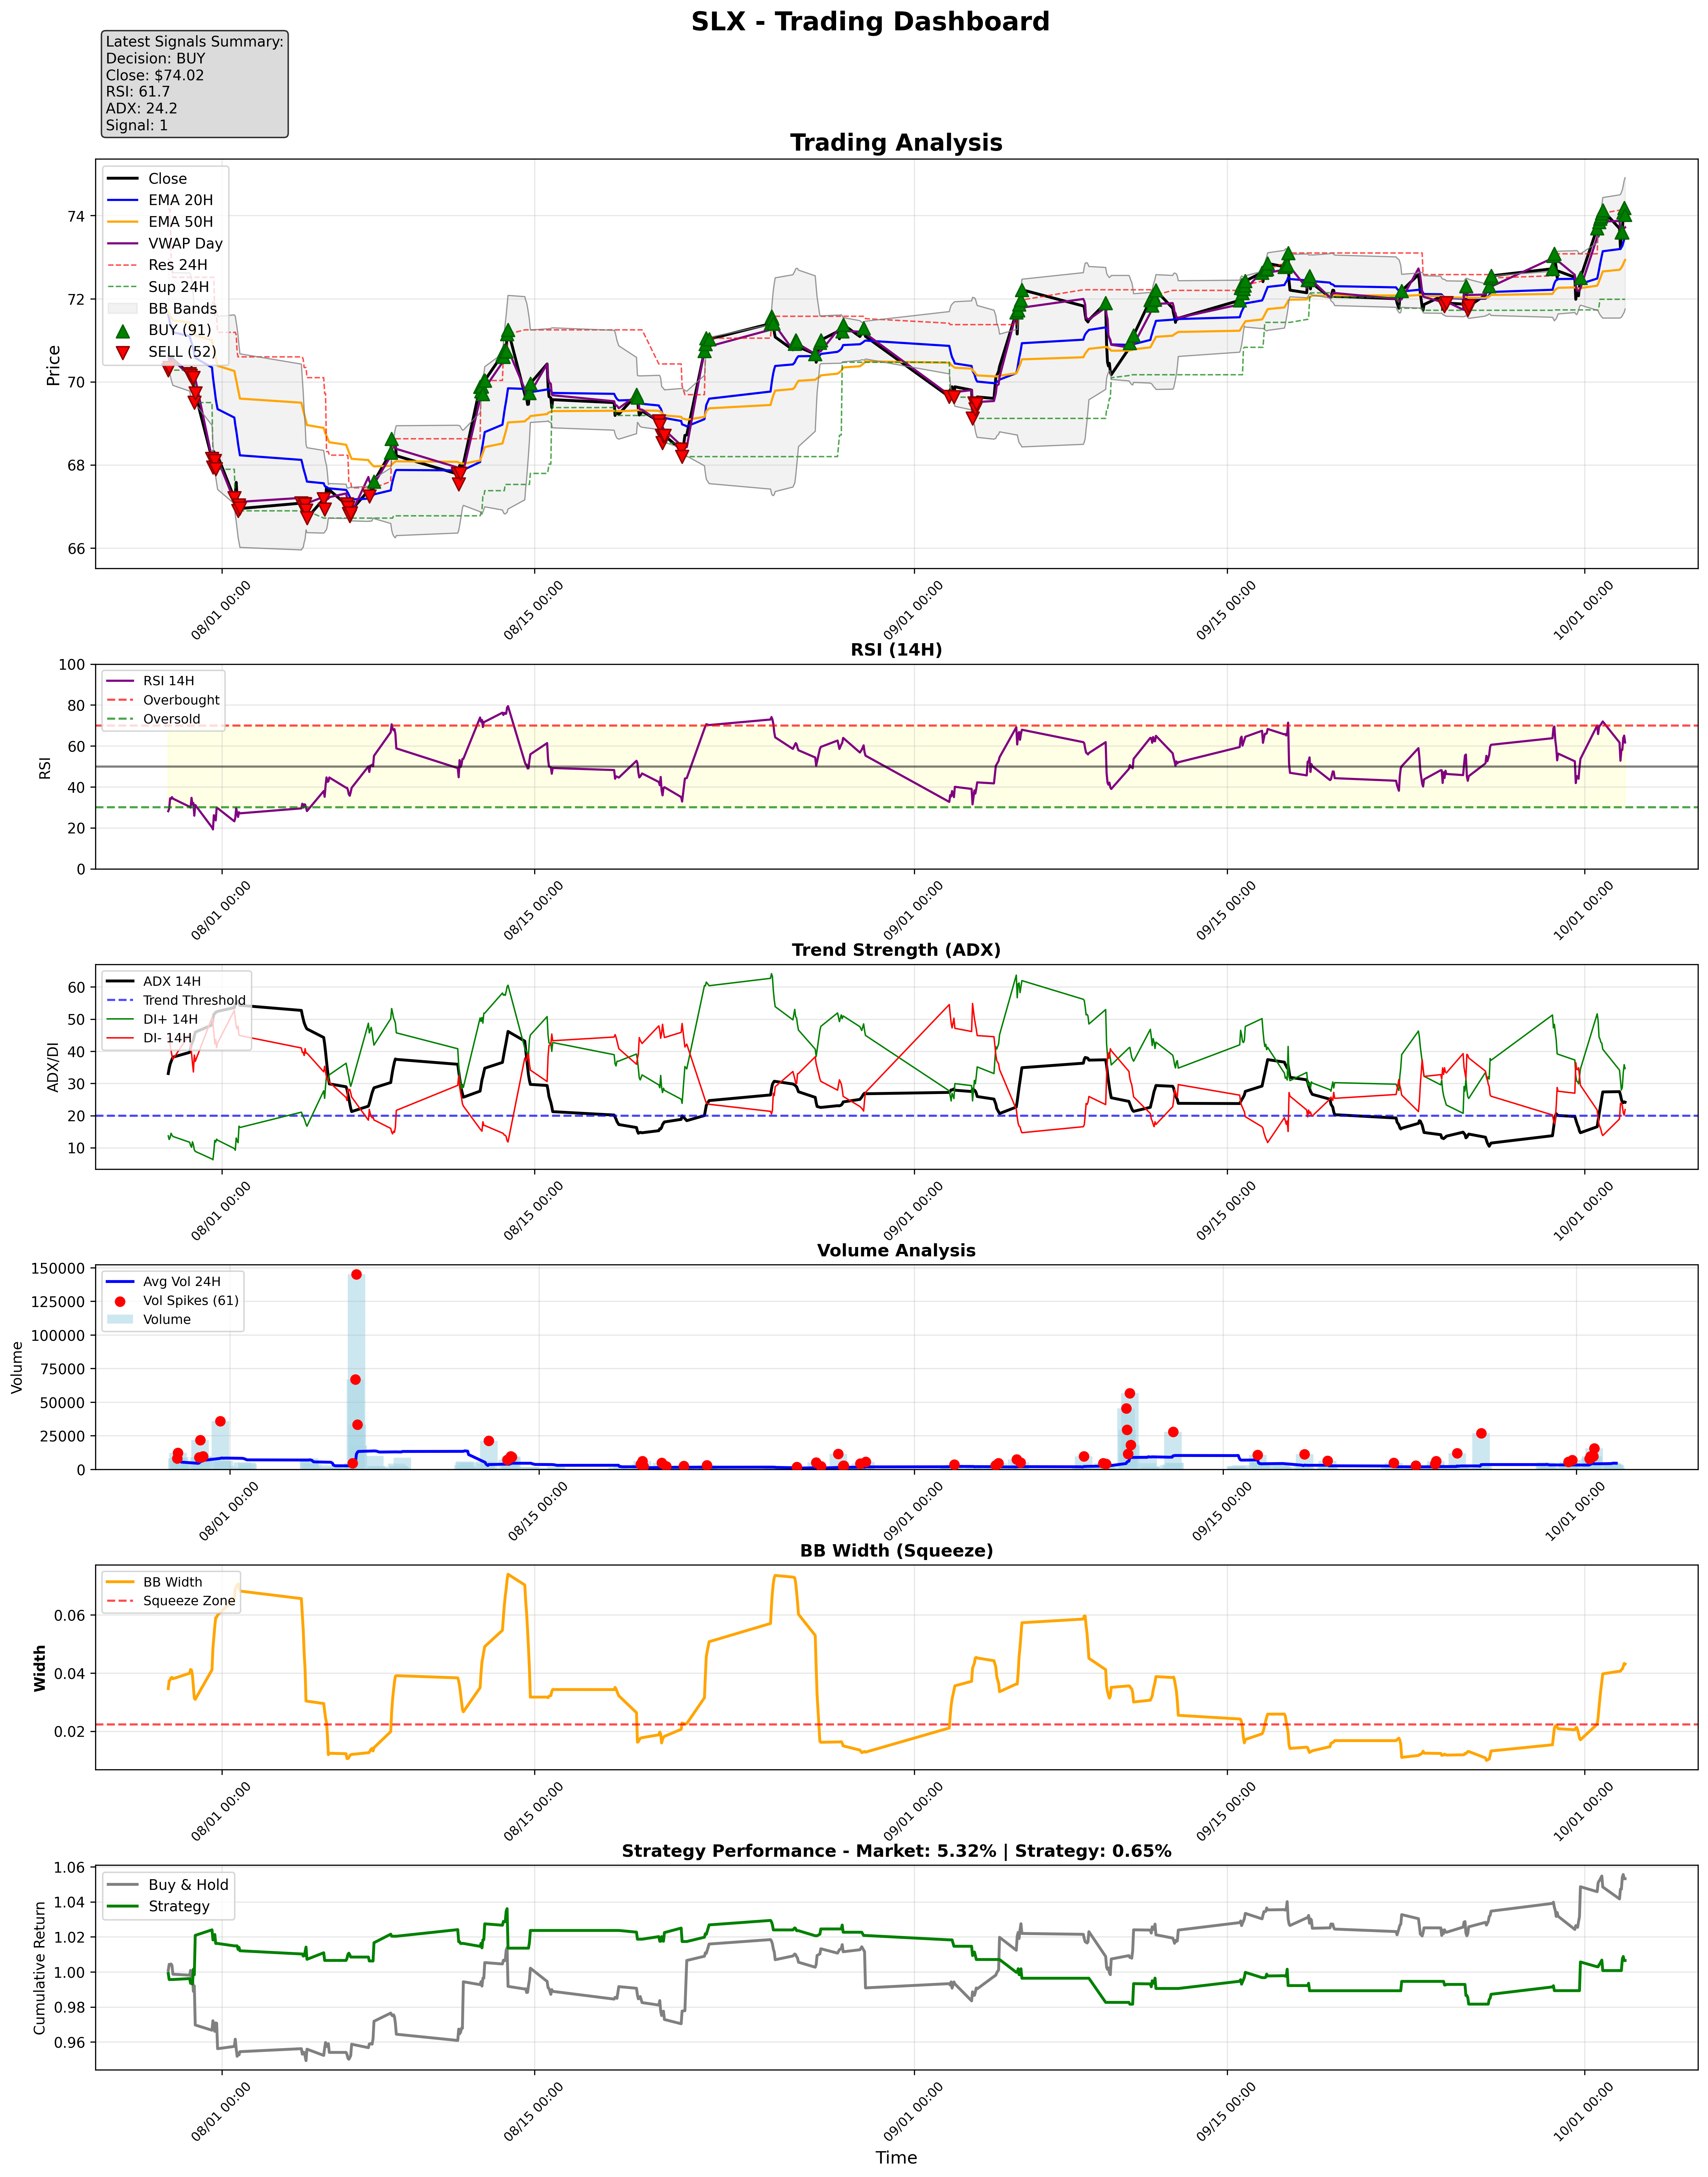 SLX - Trading Dashboard
Latest Signals Summary:
Decision: BUY
Close: $74.02
RSI: 61.7
ADX: 24.2
Signal: 1
Trading Analysis
Close
EMA 20H
EMA 50H
VWAP Day
Res 24H
Sup 24H
BB Bands
BUY (91)
SELL (52)
Price
74
72
70
68
66
08/01 00:00
08/15 00:00
09/01 00:00
09/15 00:00
10/01 00:00
RSI (14H)
RSI 14H
Overbought
Oversold
RSI
100
80
60
40
20
0
08/01 00:00
08/15 00:00
09/01 00:00
09/15 00:00
10/01 00:00
Trend Strength (ADX)
ADX 14H
Trend Threshold
DI+ 14H
DI- 14H
ADX/DI
60
50
40
30
20
10
08/01 00:00
08/15 00:00
09/01 00:00
09/15 00:00
10/01 00:00
Volume Analysis
Avg Vol 24H
Vol Spikes (61)
Volume
Volume
150000
125000
100000
75000
50000
25000
0
08/01 00:00
08/15 00:00
09/01 00:00
09/15 00:00
10/01 00:00
BB Width (Squeeze)
BB Width
Squeeze Zone
Width
0.06
0.04
0.02
08/01 00:00
08/15 00:00
09/01 00:00
09/15 00:00
10/01 00:00
Strategy Performance - Market: 5.32% | Strategy: 0.65%
Buy & Hold
Strategy
Cumulative Return
1.06
1.04
1.02
1.00
0.98
0.96
08/01 00:00
08/15 00:00
09/01 00:00
09/15 00:00
10/01 00:00
Time